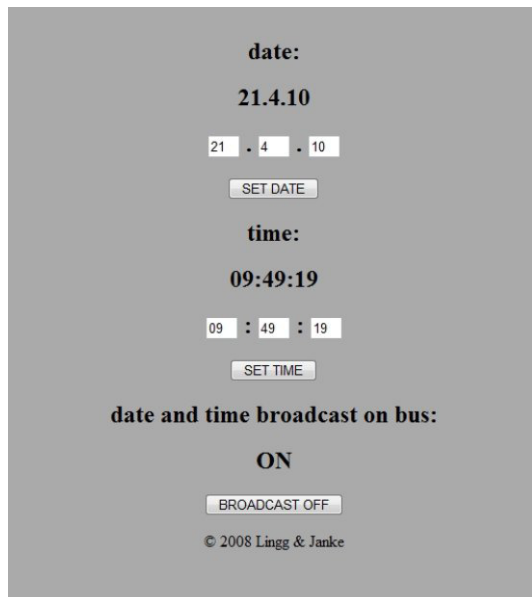 date:
21.4.10
21 . 4 . 10
SET DATE
time:
09:49:19
09 : 49 : 19
SET TIME
date and time broadcast on bus:
ON
BROADCAST OFF
© 2008 Lingg & Janke